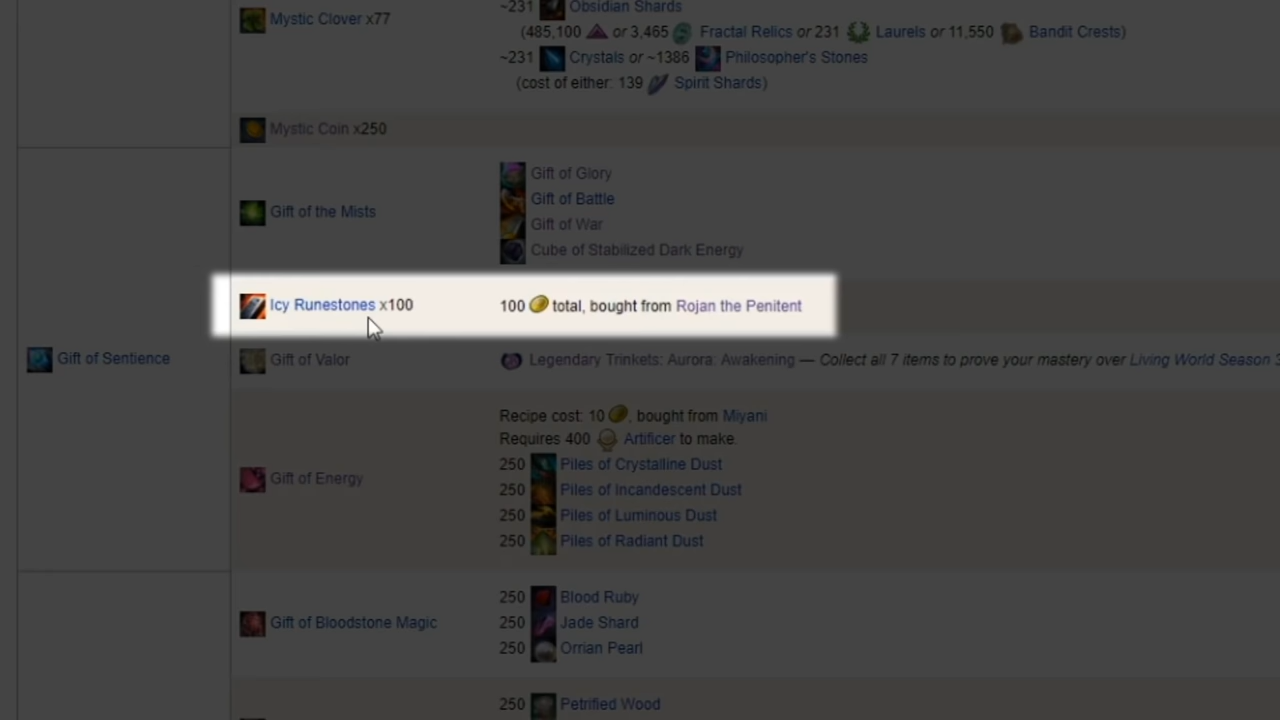 Mystic Clover x77
~231 Obsidian Shards
(485,100 or 3,465 Fractal Relics or 231 Laurels or 11,550 Bandit Crests)
~231 Crystals or ~1386 Philosopher's Stones
(cost of either: 139 Spirit Shards)
Mystic Coin x250
Gift of Sentience
Gift of the Mists
Gift of Glory
Gift of Battle
Gift of War
Cube of Stabilized Dark Energy
Icy Runestones x100
100 total, bought from Rojan the Penitent
Gift of Valor
Legendary Trinkets: Aurora: Awakening — Collect all 7 items to prove your mastery over Living World Season 3
Gift of Energy
Recipe cost: 10 , bought from Miyani
Requires 400 Artificer to make.
250 Piles of Crystalline Dust
250 Piles of Incandescent Dust
250 Piles of Luminous Dust
250 Piles of Radiant Dust
Gift of Bloodstone Magic
250 Blood Ruby
250 Jade Shard
250 Orrian Pearl
250 Petrified Wood